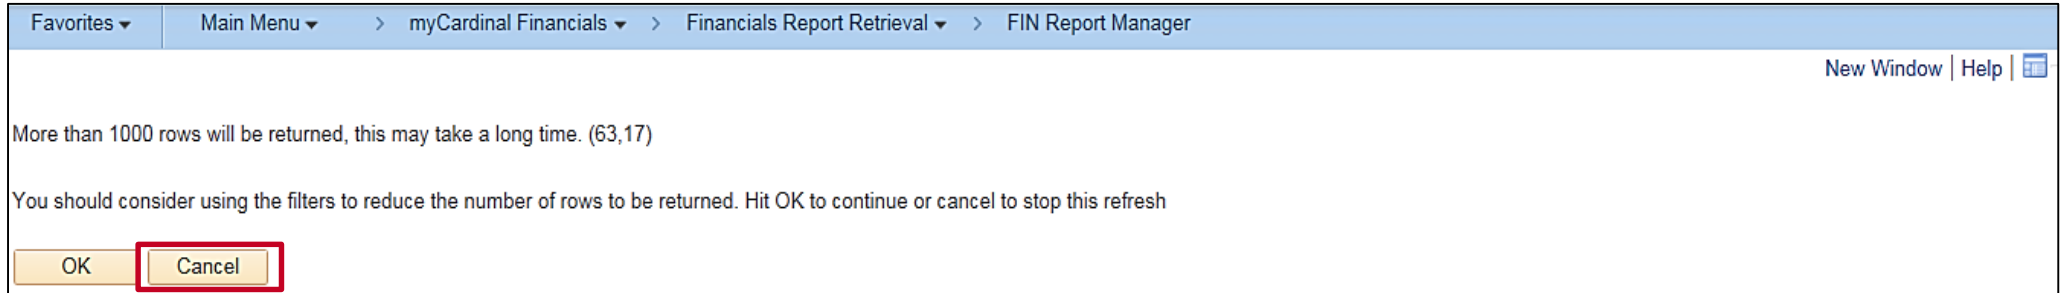 Favorites Main Menu > myCardinal Financials > Financials Report Retrieval > FIN Report Manager
New Window | Help |
More than 1000 rows will be returned, this may take a long time. (63,17)
You should consider using the filters to reduce the number of rows to be returned. Hit OK to continue or cancel to stop this refresh
OK Cancel